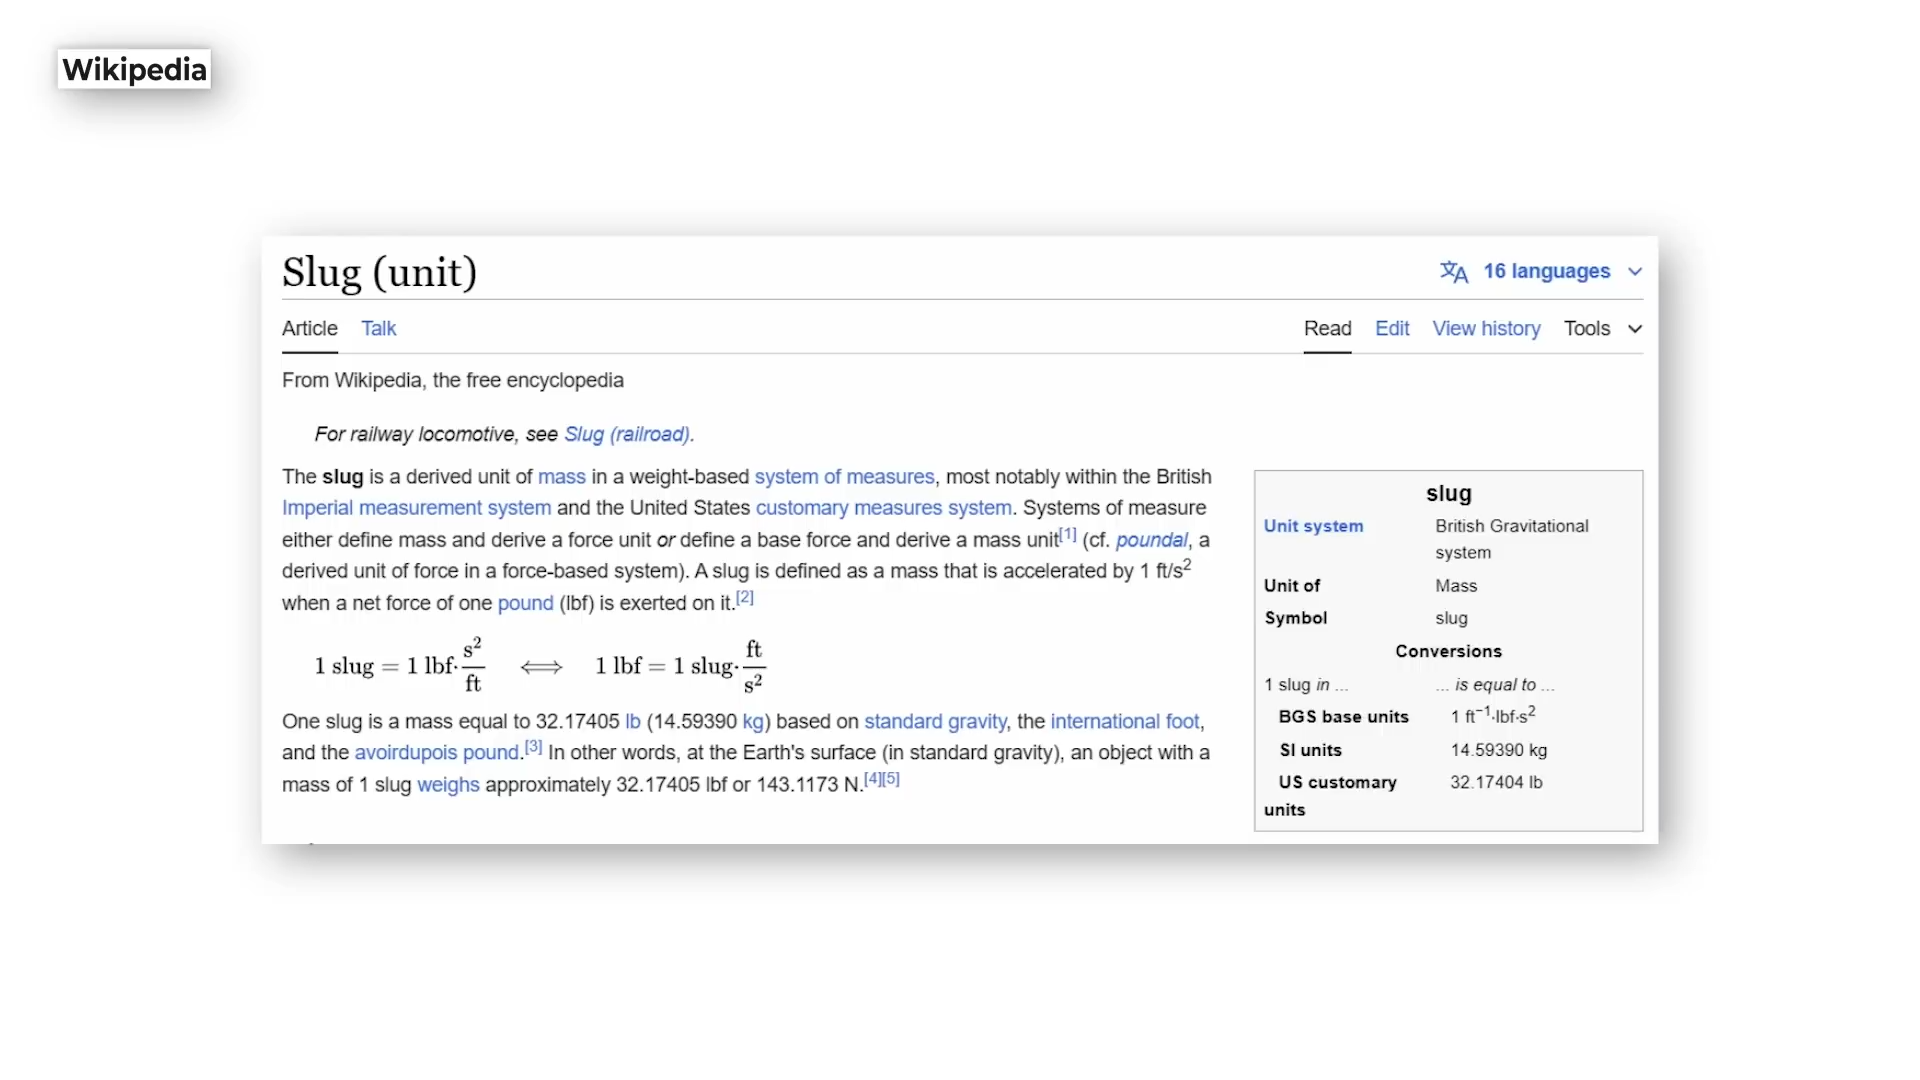 Wikipedia
Slug (unit)
16 languages
Article Talk
Read Edit View history Tools
From Wikipedia, the free encyclopedia
For railway locomotive, see Slug (railroad).
The slug is a derived unit of mass in a weight-based system of measures, most notably within the British
Imperial measurement system and the United States customary measures system. Systems of measure
either define mass and derive a force unit or define a base force and derive a mass unit[1] (cf. poundal, a
derived unit of force in a force-based system). A slug is defined as a mass that is accelerated by 1 ft/s²
when a net force of one pound (lbf) is exerted on it.[2]
1 slug = 1 lbf·s²/ft ⟺ 1 lbf = 1 slug·ft/s²
One slug is a mass equal to 32.17405 lb (14.59390 kg) based on standard gravity, the international foot,
and the avoirdupois pound.[3] In other words, at the Earth's surface (in standard gravity), an object with a
mass of 1 slug weighs approximately 32.17405 lbf or 143.1173 N.[4][5]
slug
Unit system British Gravitational
system
Unit of Mass
Symbol slug
Conversions
1 slug in ... ... is equal to ...
BGS base units 1 ft⁻¹·lbf·s²
SI units 14.59390 kg
US customary 32.17404 lb
units